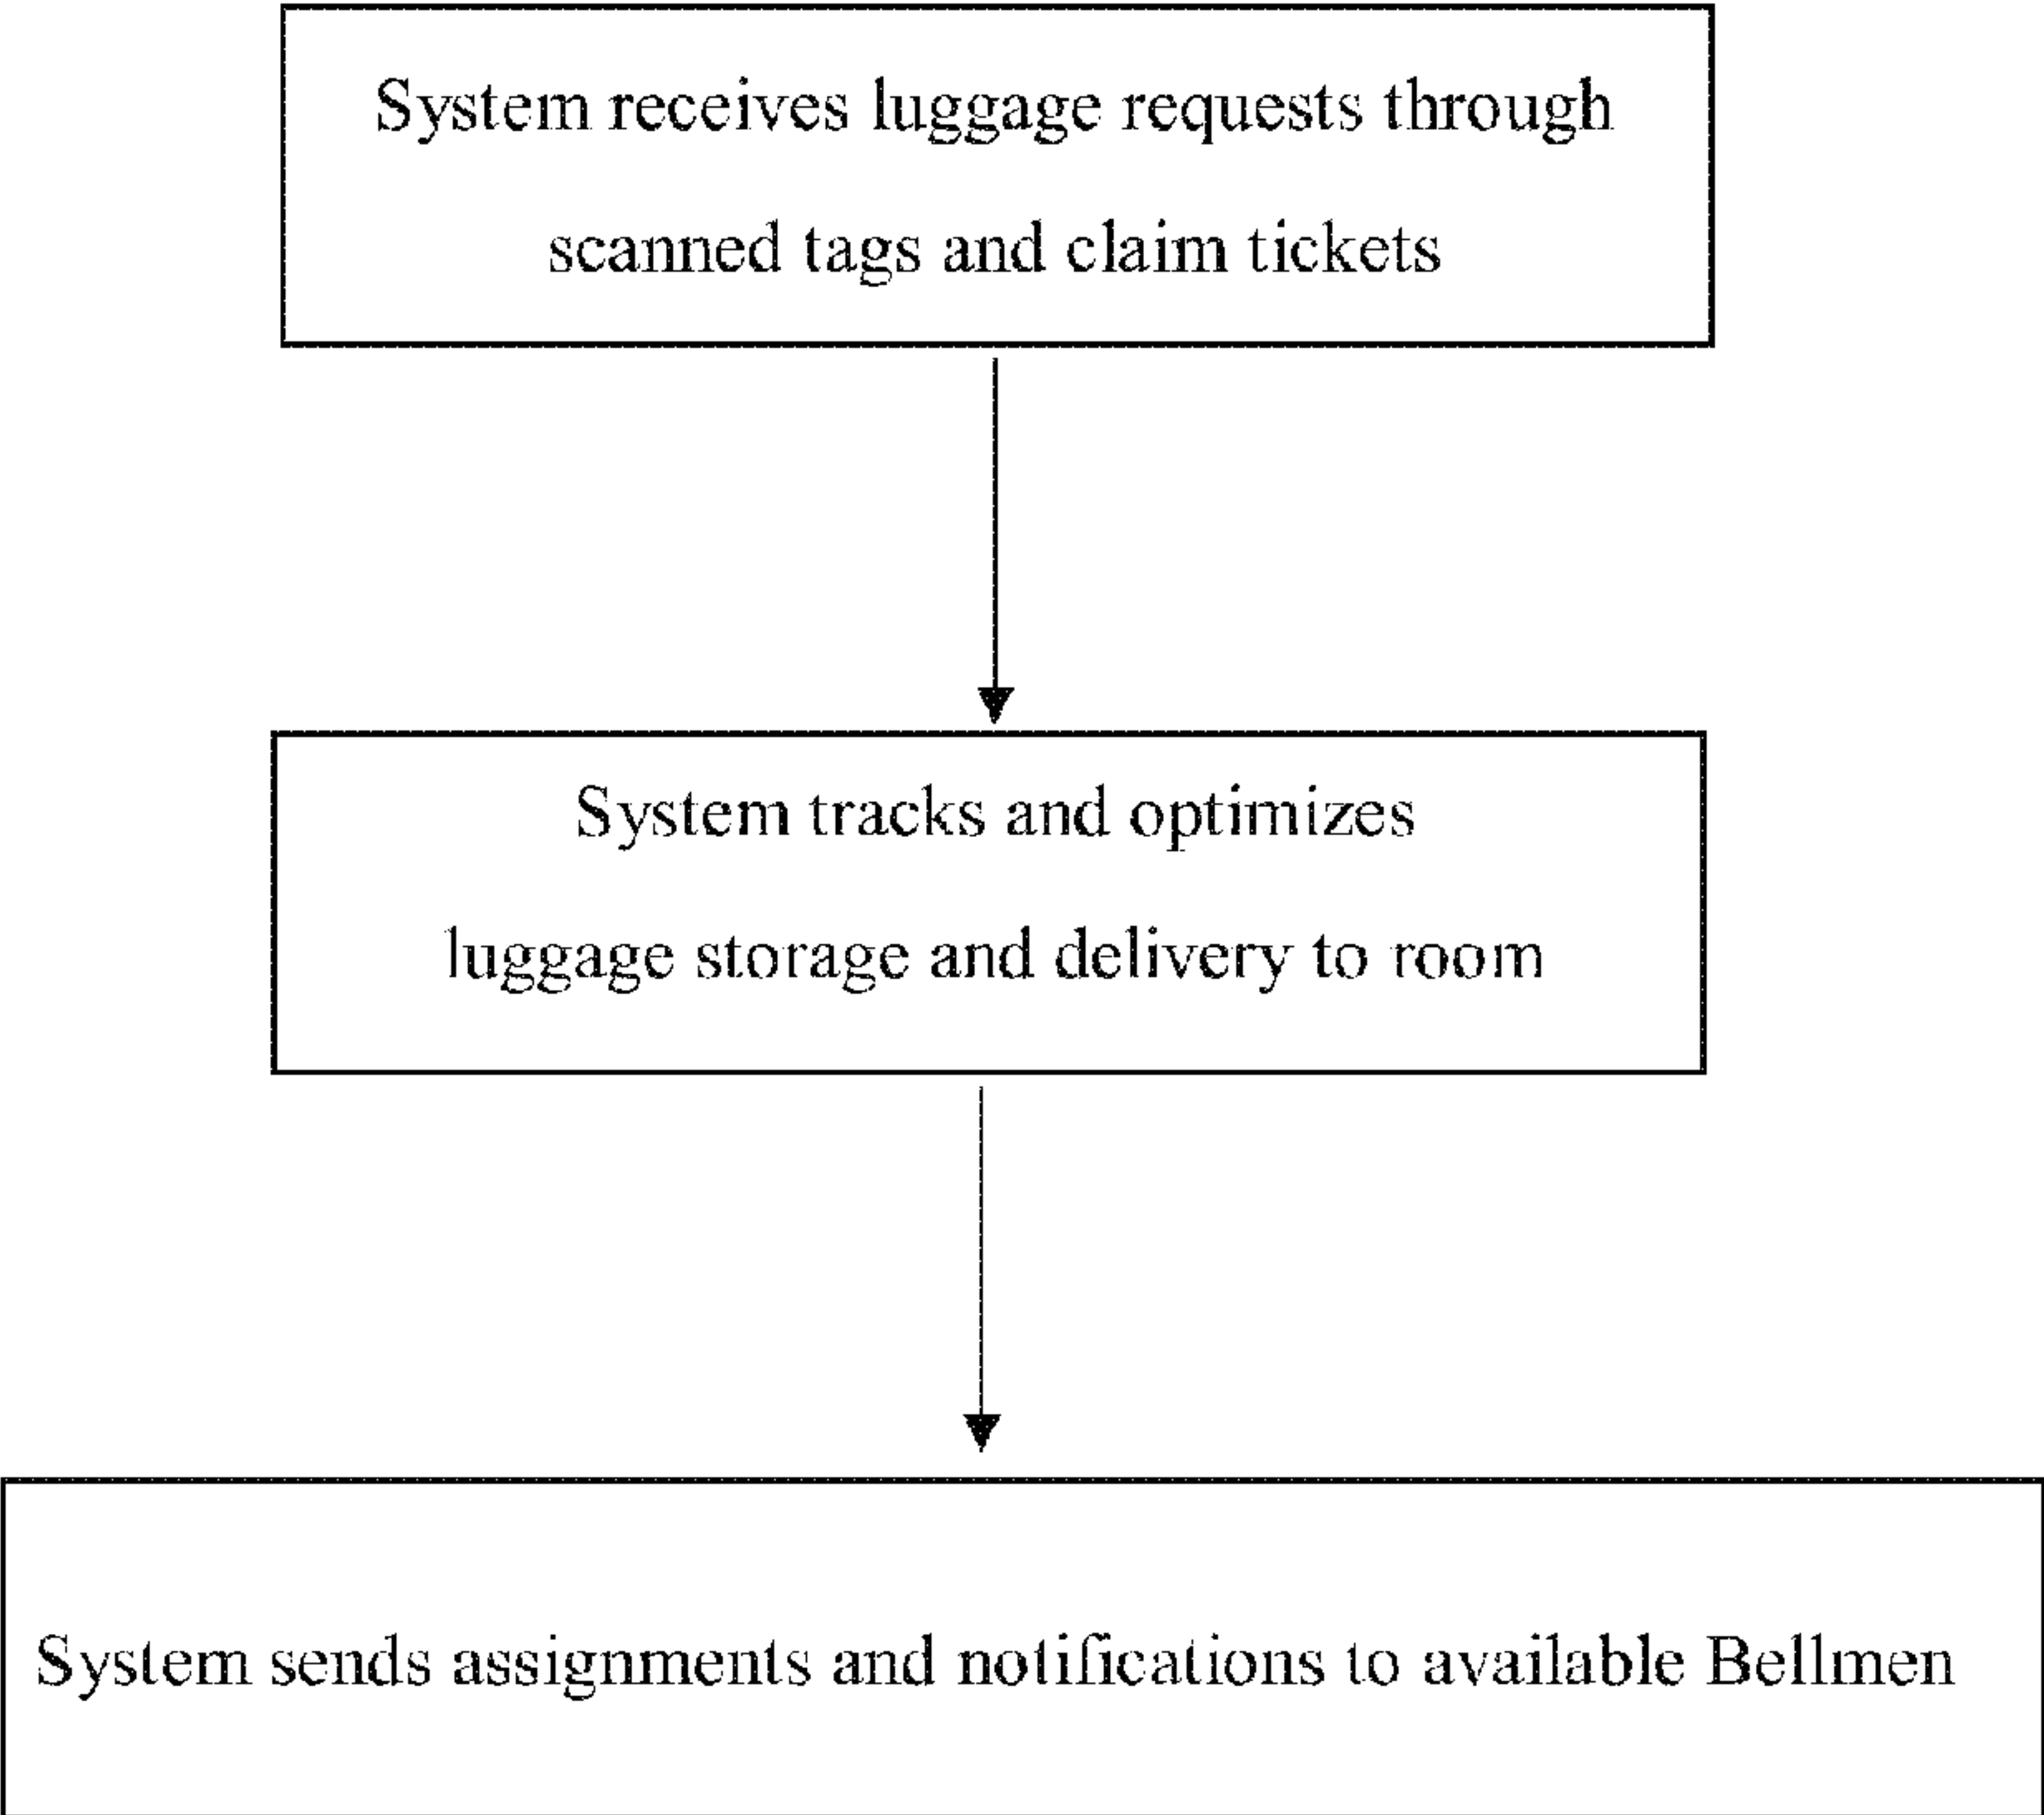 System receives luggage requests through
scanned tags and claim tickets
System tracks and optimizes
luggage storage and delivery to room
System sends assignments and notifications to available Bellmen